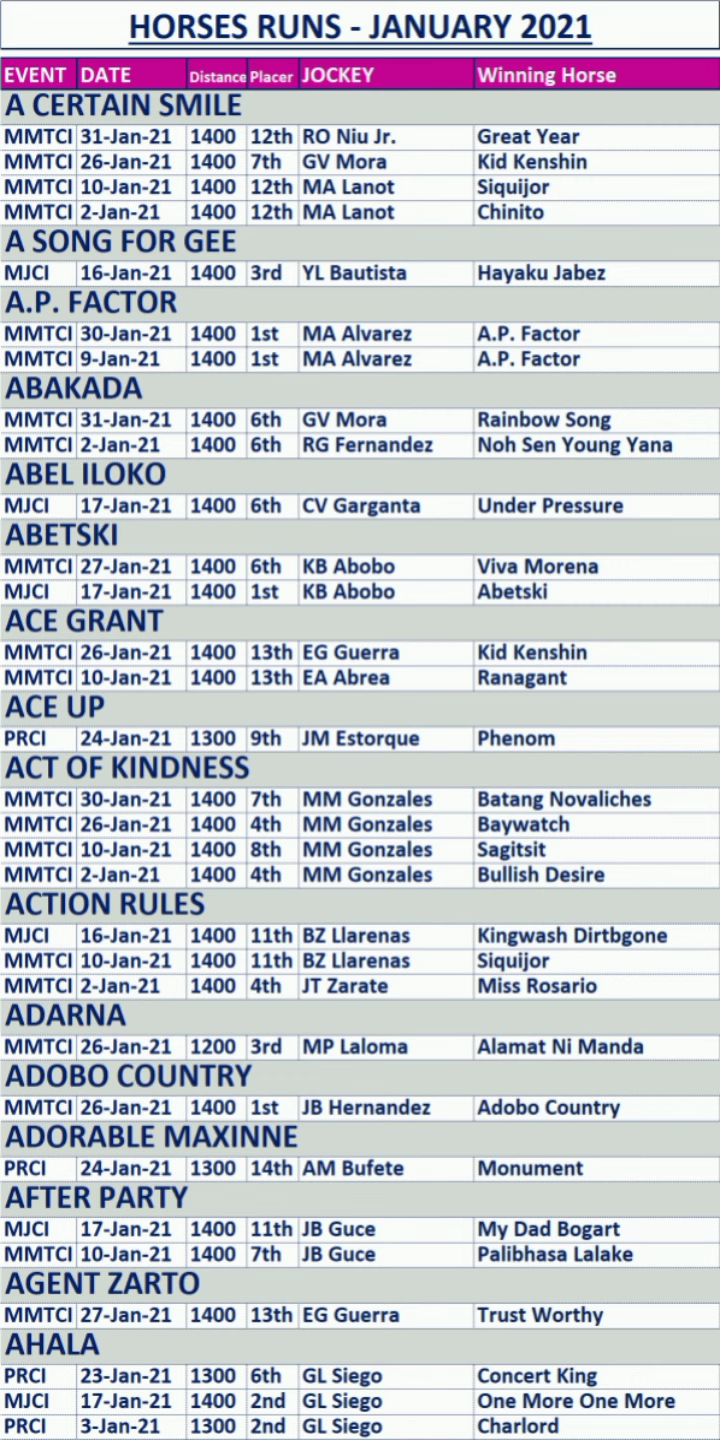 HORSES RUNS - JANUARY 2021
EVENT DATE Distance Placer JOCKEY Winning Horse
A CERTAIN SMILE
MMTCI 31-Jan-21 1400 12th RO Niu Jr. Great Year
MMTCI 26-Jan-21 1400 7th GV Mora Kid Kenshin
MMTCI 10-Jan-21 1400 12th MA Lanot Siquijor
MMTCI 2-Jan-21 1400 12th MA Lanot Chinito
A SONG FOR GEE
MJCI 16-Jan-21 1400 3rd YL Bautista Hayaku Jabez
A.P. FACTOR
MMTCI 30-Jan-21 1400 1st MA Alvarez A.P. Factor
MMTCI 9-Jan-21 1400 1st MA Alvarez A.P. Factor
ABAKADA
MMTCI 31-Jan-21 1400 6th GV Mora Rainbow Song
MMTCI 2-Jan-21 1400 6th RG Fernandez Noh Sen Young Yana
ABEL ILOKO
MJCI 17-Jan-21 1400 6th CV Garganta Under Pressure
ABETSKI
MMTCI 27-Jan-21 1400 6th KB Abobo Viva Morena
MJCI 17-Jan-21 1400 1st KB Abobo Abetski
ACE GRANT
MMTCI 26-Jan-21 1400 13th EG Guerra Kid Kenshin
MMTCI 10-Jan-21 1400 13th EA Abrea Ranagant
ACE UP
PRCI 24-Jan-21 1300 9th JM Estorque Phenom
ACT OF KINDNESS
MMTCI 30-Jan-21 1400 7th MM Gonzales Batang Novaliches
MMTCI 26-Jan-21 1400 4th MM Gonzales Baywatch
MMTCI 10-Jan-21 1400 8th MM Gonzales Sagitsit
MMTCI 2-Jan-21 1400 4th MM Gonzales Bullish Desire
ACTION RULES
MJCI 16-Jan-21 1400 11th BZ Llarenas Kingwash Dirtbgone
MMTCI 10-Jan-21 1400 11th BZ Llarenas Siquijor
MMTCI 2-Jan-21 1400 4th JT Zarate Miss Rosario
ADARNA
MMTCI 26-Jan-21 1200 3rd MP Laloma Alamat Ni Manda
ADOBO COUNTRY
MMTCI 26-Jan-21 1400 1st JB Hernandez Adobo Country
ADORABLE MAXINNE
PRCI 24-Jan-21 1300 14th AM Bufete Monument
AFTER PARTY
MJCI 17-Jan-21 1400 11th JB Guce My Dad Bogart
MMTCI 10-Jan-21 1400 7th JB Guce Palibhasa Lalake
AGENT ZARTO
MMTCI 27-Jan-21 1400 13th EG Guerra Trust Worthy
AHALA
PRCI 23-Jan-21 1300 6th GL Siego Concert King
MJCI 17-Jan-21 1400 2nd GL Siego One More One More
PRCI 3-Jan-21 1300 2nd GL Siego Charlord